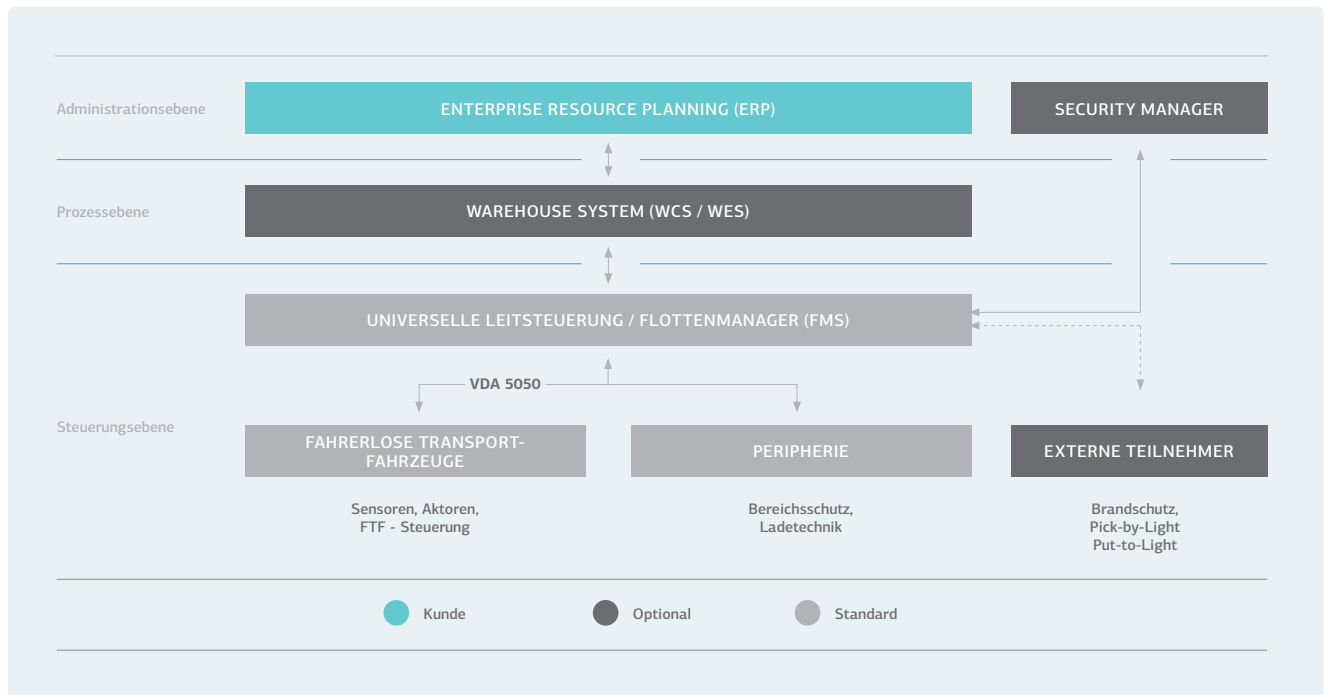 Administrationsebene
ENTERPRISE RESOURCE PLANNING (ERP)
SECURITY MANAGER
Prozessebene
WAREHOUSE SYSTEM (WCS / WES)
UNIVERSELLE LEITSTEUERUNG / FLOTTENMANAGER (FMS)
VDA 5050
Steuerungsebene
FAHRERLOSE TRANSPORT-
FAHRZEUGE
PERIPHERIE
EXTERNE TEILNEHMER
Sensoren, Aktoren,
FTF - Steuerung
Bereichsschutz,
Ladetechnik
Brandschutz,
Pick-by-Light
Put-to-Light
Kunde
Optional
Standard